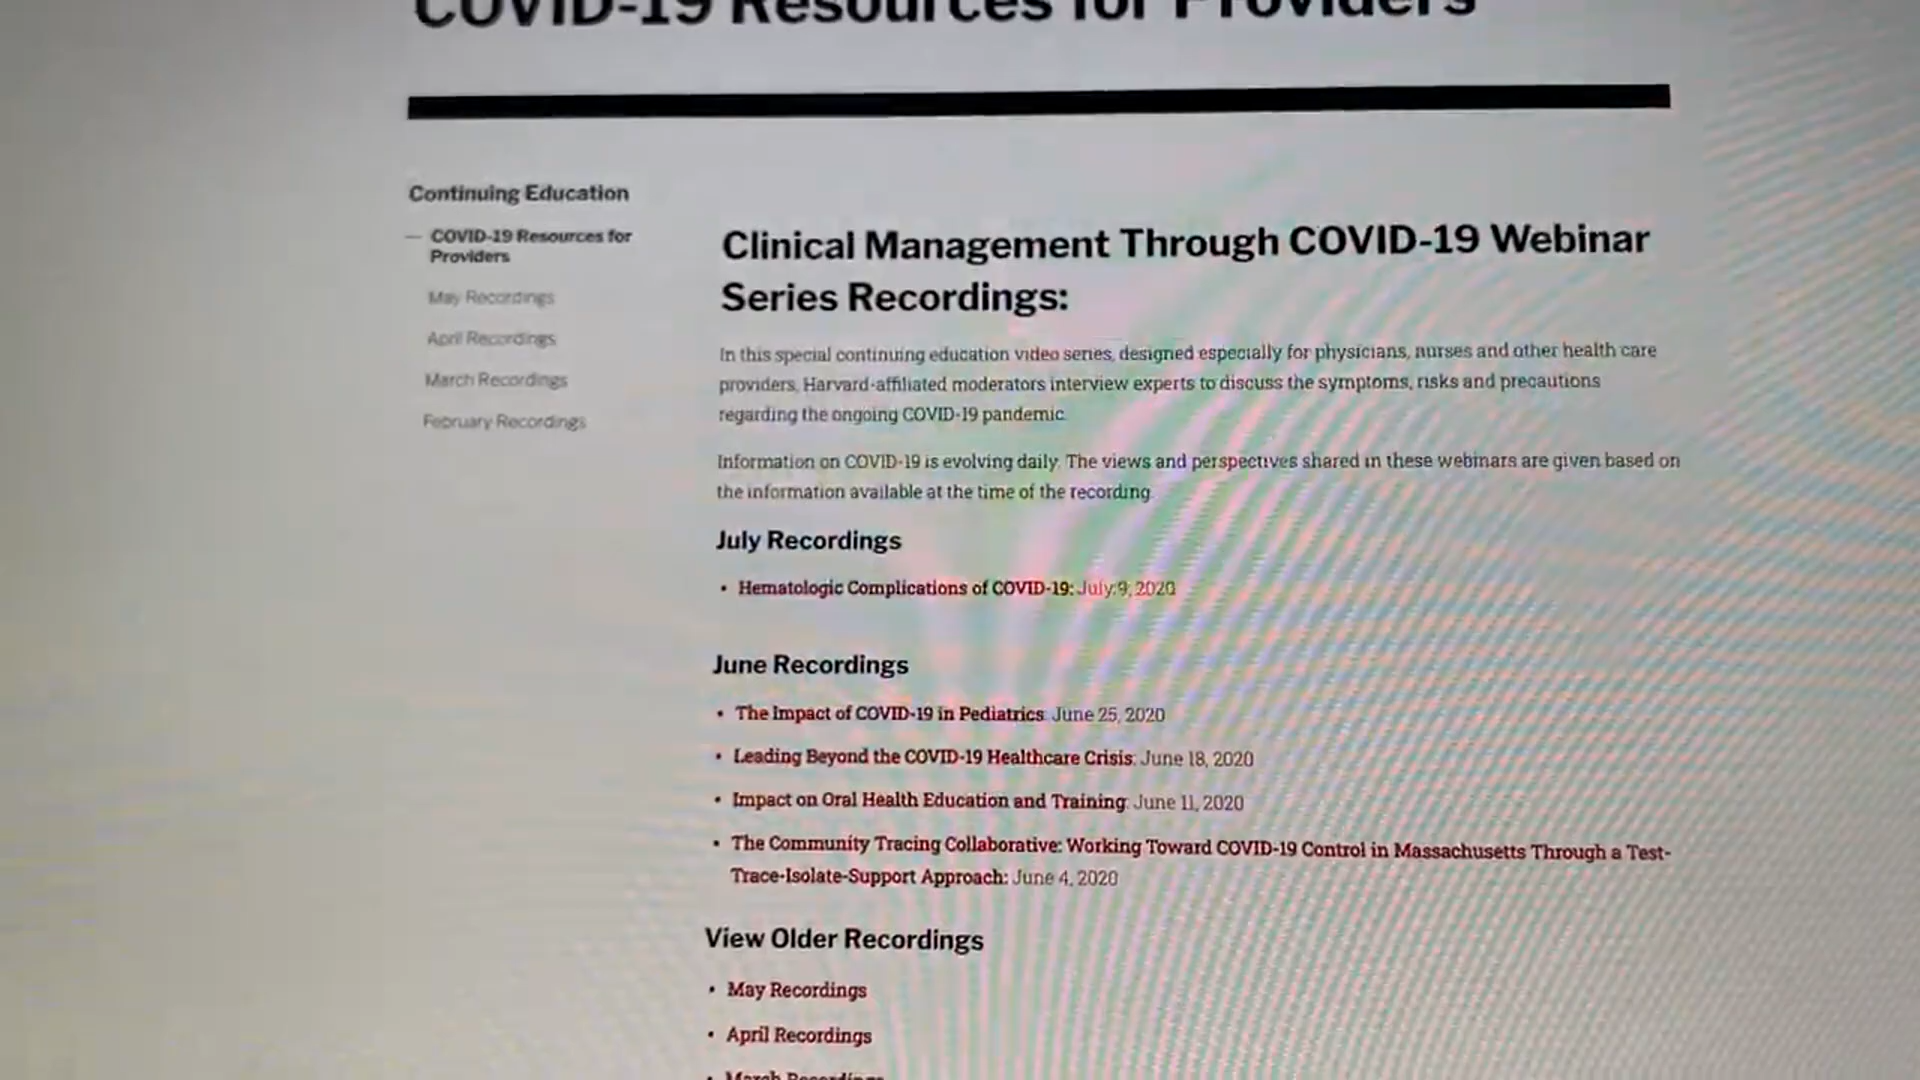 COVID-19 Resources for Providers
Continuing Education
COVID-19 Resources for
Providers
May Recordings
April Recordings
March Recordings
February Recordings
Clinical Management Through COVID-19 Webinar
Series Recordings:
In this special continuing education video series, designed especially for physicians, nurses and other health care
providers, Harvard-affiliated moderators interview experts to discuss the symptoms, risks and precautions
regarding the ongoing COVID-19 pandemic.
Information on COVID-19 is evolving daily. The views and perspectives shared in these webinars are given based on
the information available at the time of the recording.
July Recordings
• Hematologic Complications of COVID-19: July 9, 2020
June Recordings
• The Impact of COVID-19 in Pediatrics: June 25, 2020
• Leading Beyond the COVID-19 Healthcare Crisis: June 18, 2020
• Impact on Oral Health Education and Training: June 11, 2020
• The Community Tracing Collaborative: Working Toward COVID-19 Control in Massachusetts Through a Test-
Trace-Isolate-Support Approach: June 4, 2020
View Older Recordings
• May Recordings
• April Recordings
• March Recordings